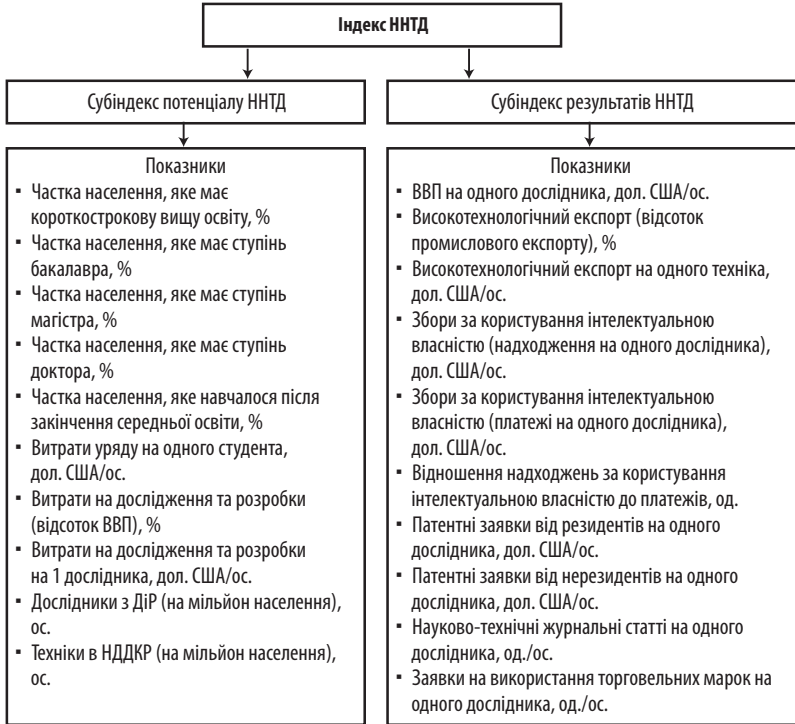 Індекс ННТД
Субіндекс потенціалу ННТД
Показники
▪ Частка населення, яке має
короткострокову вищу освіту, %
▪ Частка населення, яке має ступінь
бакалавра, %
▪ Частка населення, яке має ступінь
магістра, %
▪ Частка населення, яке має ступінь
доктора, %
▪ Частка населення, яке навчалося після
закінчення середньої освіти, %
▪ Витрати уряду на одного студента,
дол. США/ос.
▪ Витрати на дослідження та розробки
(відсоток ВВП), %
▪ Витрати на дослідження та розробки
на 1 дослідника, дол. США/ос.
▪ Дослідники з ДіР (на мільйон населення),
ос.
▪ Техніки в НДДКР (на мільйон населення),
ос.
Субіндекс результатів ННТД
Показники
▪ ВВП на одного дослідника, дол. США/ос.
▪ Високотехнологічний експорт (відсоток
промислового експорту), %
▪ Високотехнологічний експорт на одного техніка,
дол. США/ос.
▪ Збори за користування інтелектуальною
власністю (надходження на одного дослідника),
дол. США/ос.
▪ Збори за користування інтелектуальною
власністю (платежі на одного дослідника),
дол. США/ос.
▪ Відношення надходжень за користування
інтелектуальною власністю до платежів, од.
▪ Патентні заявки від резидентів на одного
дослідника, дол. США/ос.
▪ Патентні заявки від нерезидентів на одного
дослідника, дол. США/ос.
▪ Науково-технічні журнальні статті на одного
дослідника, од./ос.
▪ Заявки на використання торговельних марок на
одного дослідника, од./ос.